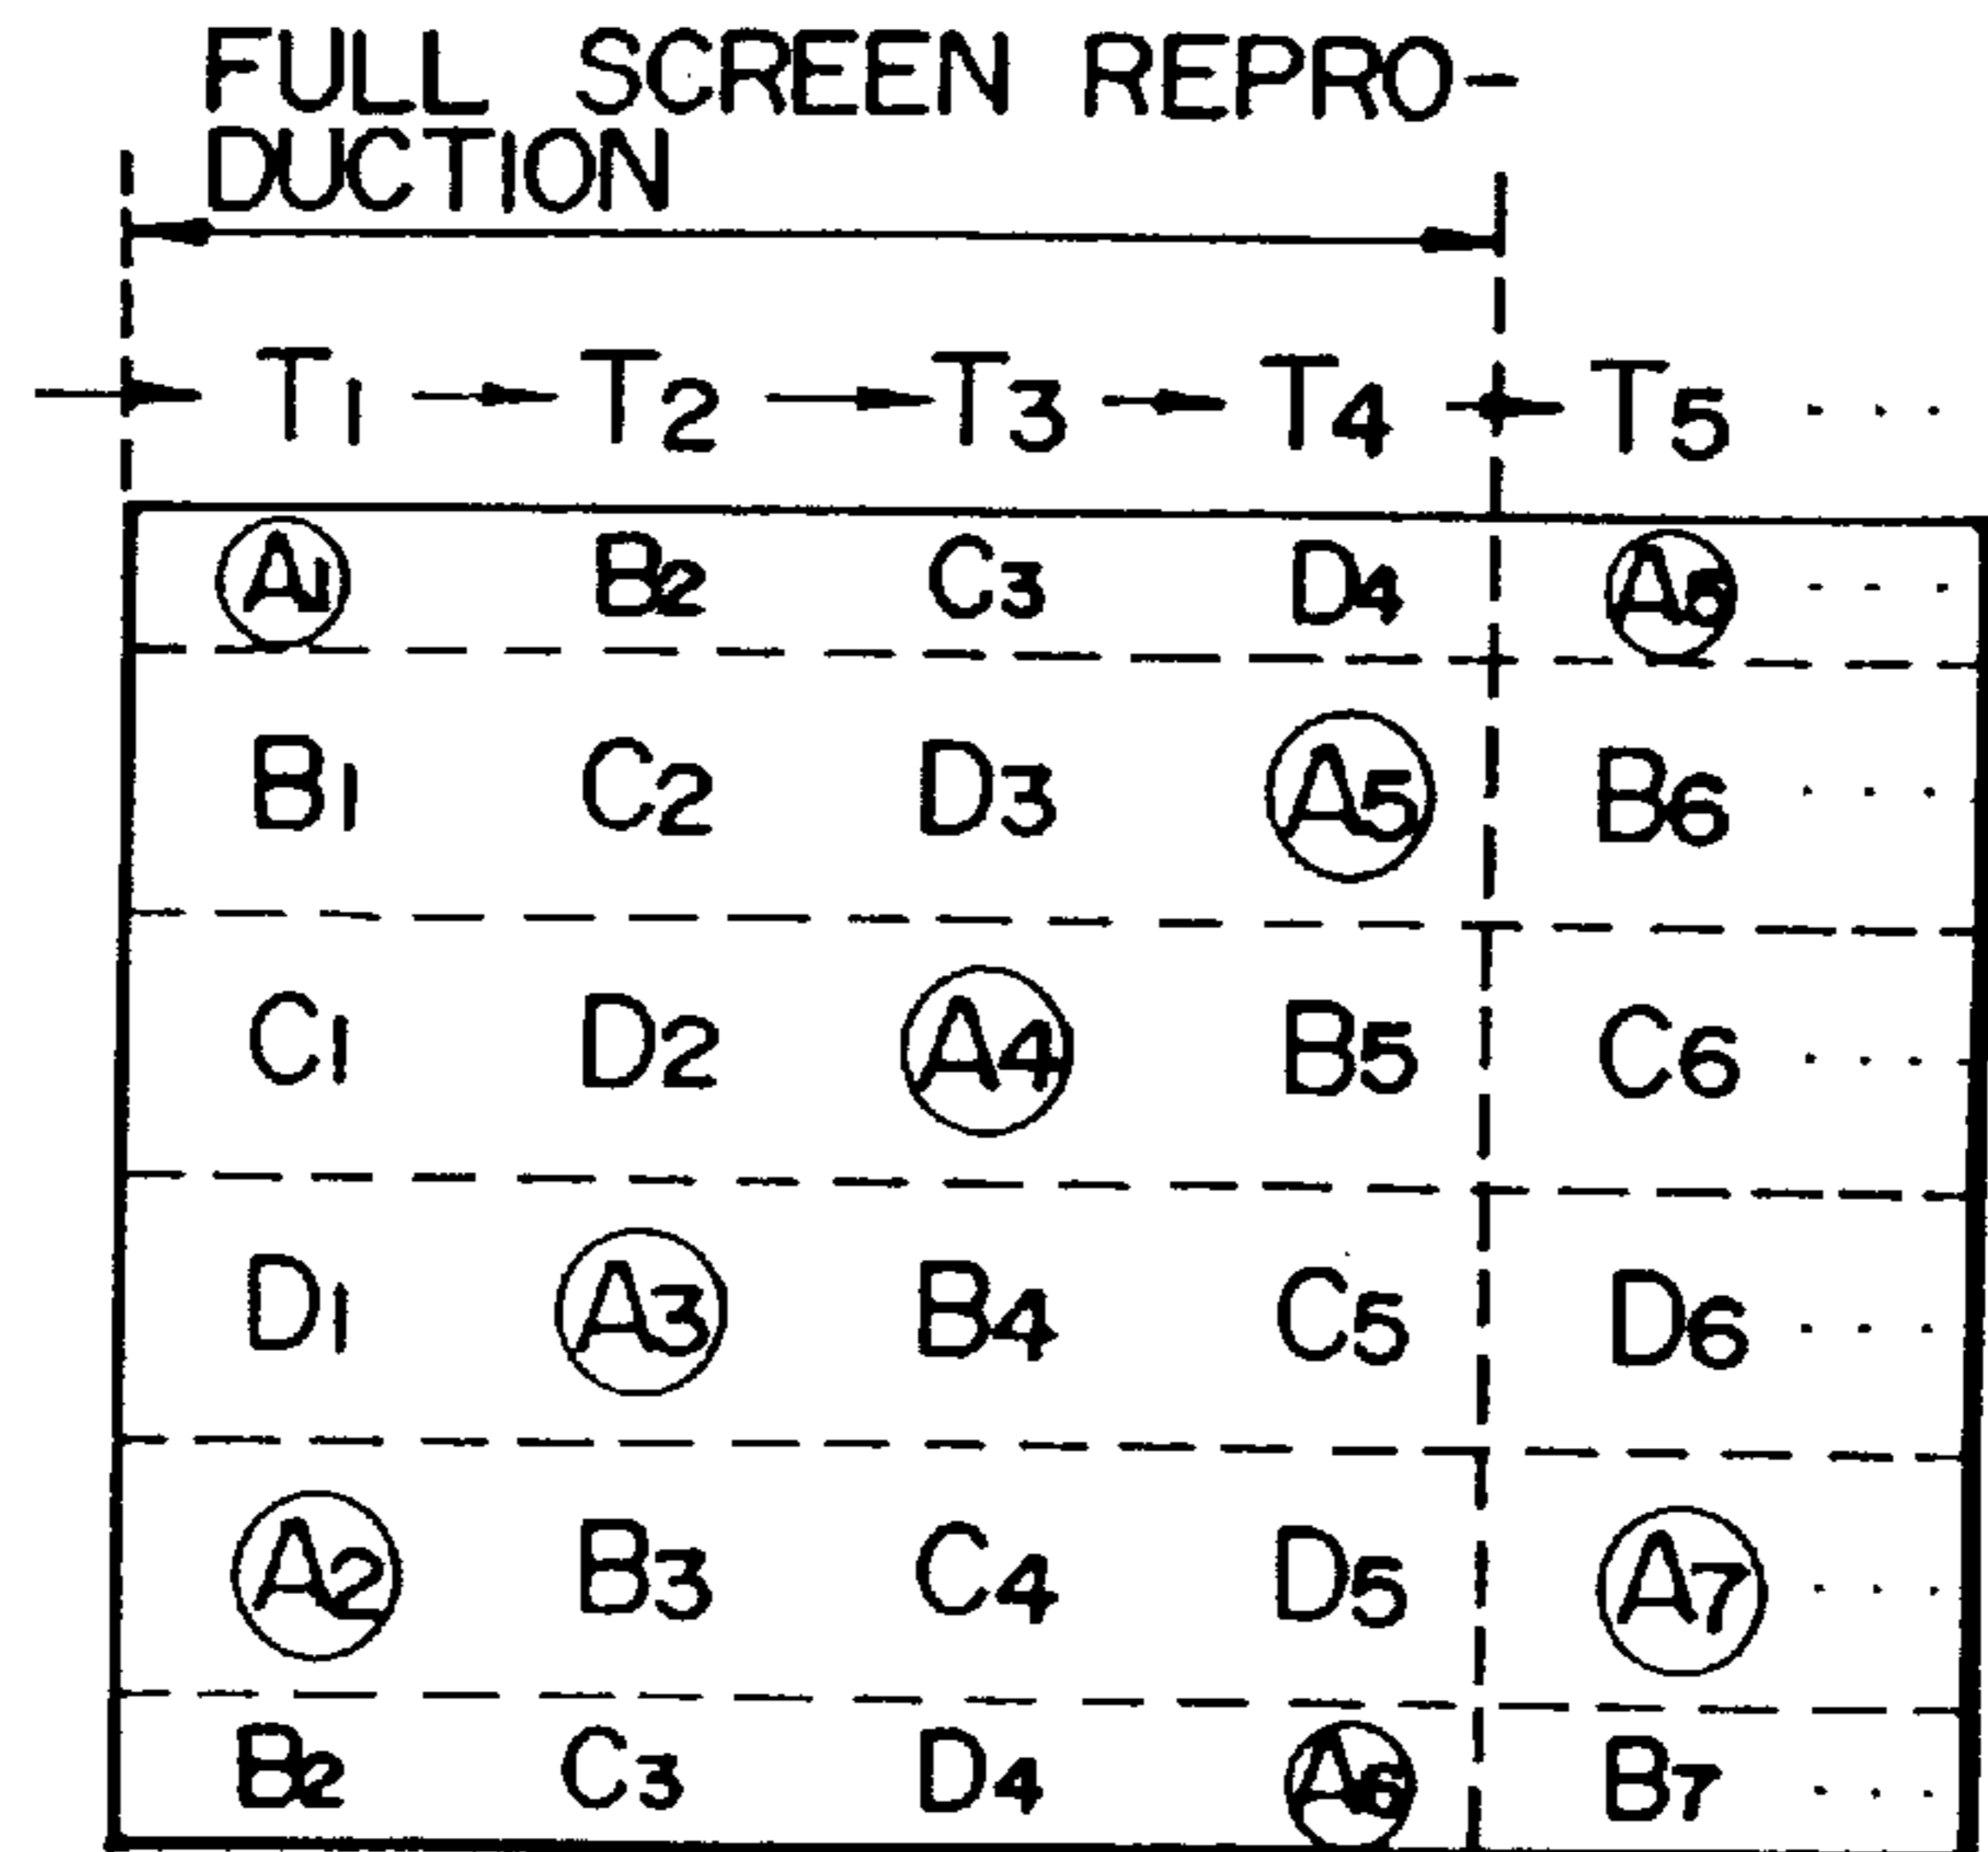 FULL SCREEN REPRO-
DUCTION
T1 T2 T3 T4 T5 . . .
A1 B2 C3 D4 A6 . . .
B1 C2 D3 A5 B6 . . .
C1 D2 A4 B5 C6 . . . .
D1 A3 B4 C5 D6 . . .
A2 B3 C4 D5 A7 . . .
B2 C3 D4 A6 B7 . . .